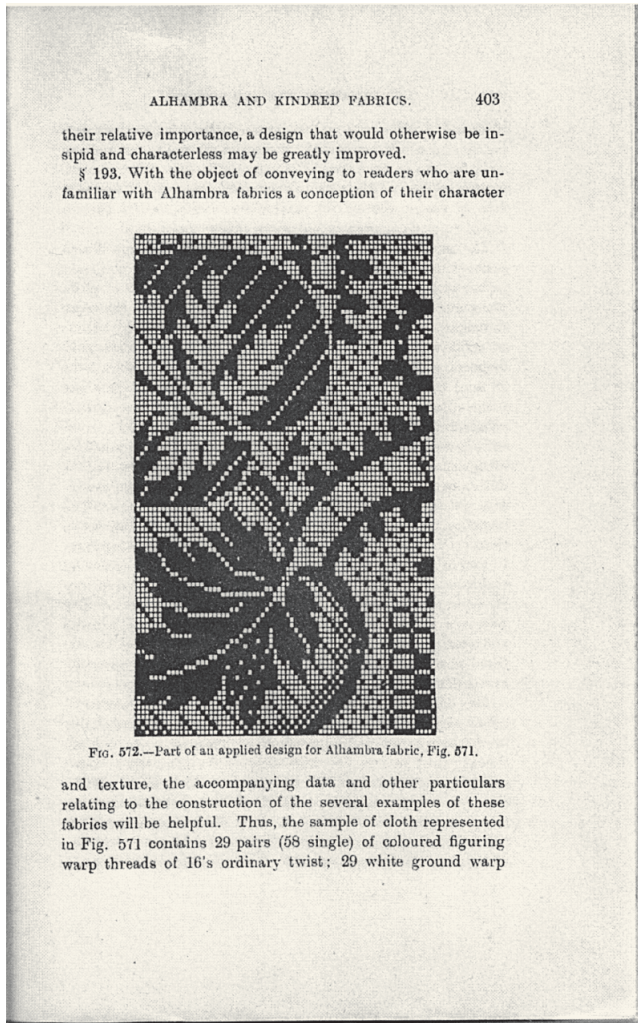 ALHAMBRA AND KINDRED FABRICS. 403
their relative importance, a design that would otherwise be in-
sipid and characterless may be greatly improved.
§ 193. With the object of conveying to readers who are un-
familiar with Alhambra fabrics a conception of their character
FIG. 572.—Part of an applied design for Alhambra fabric, Fig. 571.
and texture, the accompanying data and other particulars
relating to the construction of the several examples of these
fabrics will be helpful. Thus, the sample of cloth represented
in Fig. 571 contains 29 pairs (58 single) of coloured figuring
warp threads of 16's ordinary twist; 29 white ground warp